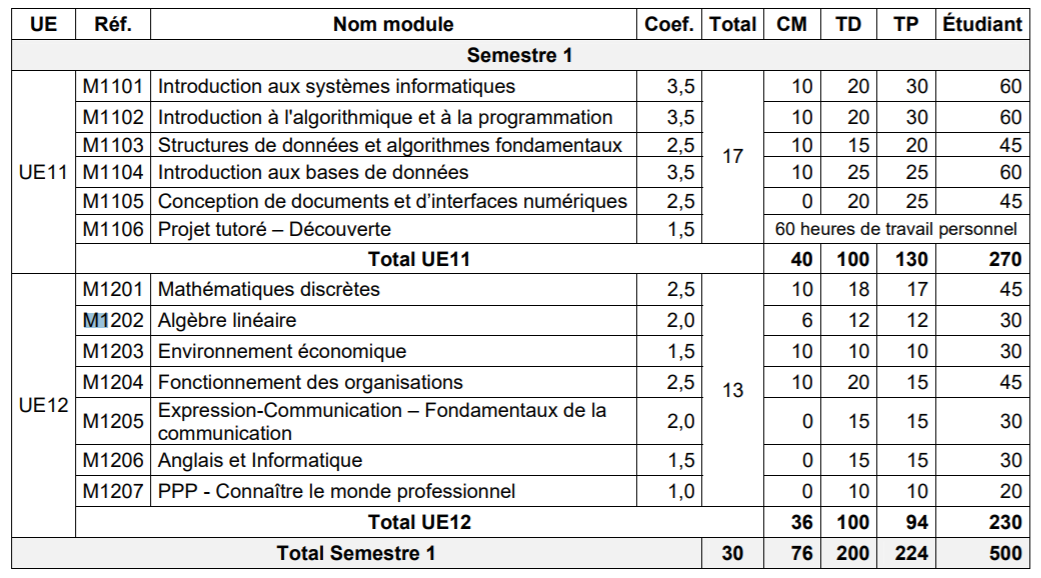 UE Réf. Nom module Coef. Total CM TD TP Étudiant
Semestre 1
M1101 Introduction aux systèmes informatiques 3,5 10 20 30 60
M1102 Introduction à l'algorithmique et à la programmation 3,5 10 20 30 60
M1103 Structures de données et algorithmes fondamentaux 2,5 10 15 20 45
17
UE11 M1104 Introduction aux bases de données 3,5 10 25 25 60
M1105 Conception de documents et d’interfaces numériques 2,5 0 20 25 45
M1106 Projet tutoré – Découverte 1,5 60 heures de travail personnel
Total UE11 40 100 130 270
M1201 Mathématiques discrètes 2,5 10 18 17 45
M1202 Algèbre linéaire 2,0 6 12 12 30
M1203 Environnement économique 1,5 10 10 10 30
M1204 Fonctionnement des organisations 2,5 13 10 20 15 45
UE12
M1205 Expression-Communication – Fondamentaux de la
communication 2,0 0 15 15 30
M1206 Anglais et Informatique 1,5 0 15 15 30
M1207 PPP - Connaître le monde professionnel 1,0 0 10 10 20
Total UE12 36 100 94 230
Total Semestre 1 30 76 200 224 500